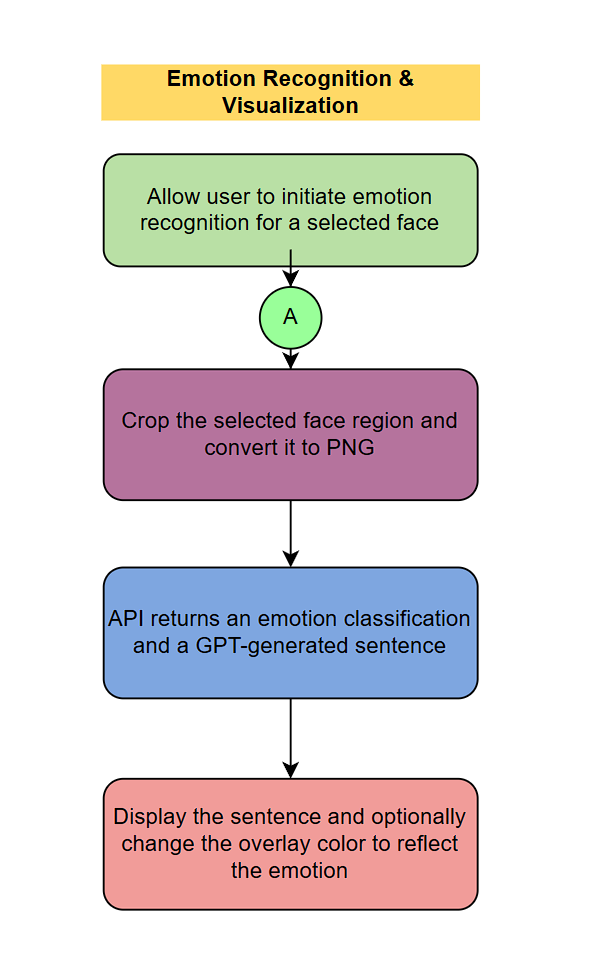 Emotion Recognition &
Visualization
Allow user to initiate emotion
recognition for a selected face
A
Crop the selected face region and
convert it to PNG
API returns an emotion classification
and a GPT-generated sentence
Display the sentence and optionally
change the overlay color to reflect
the emotion